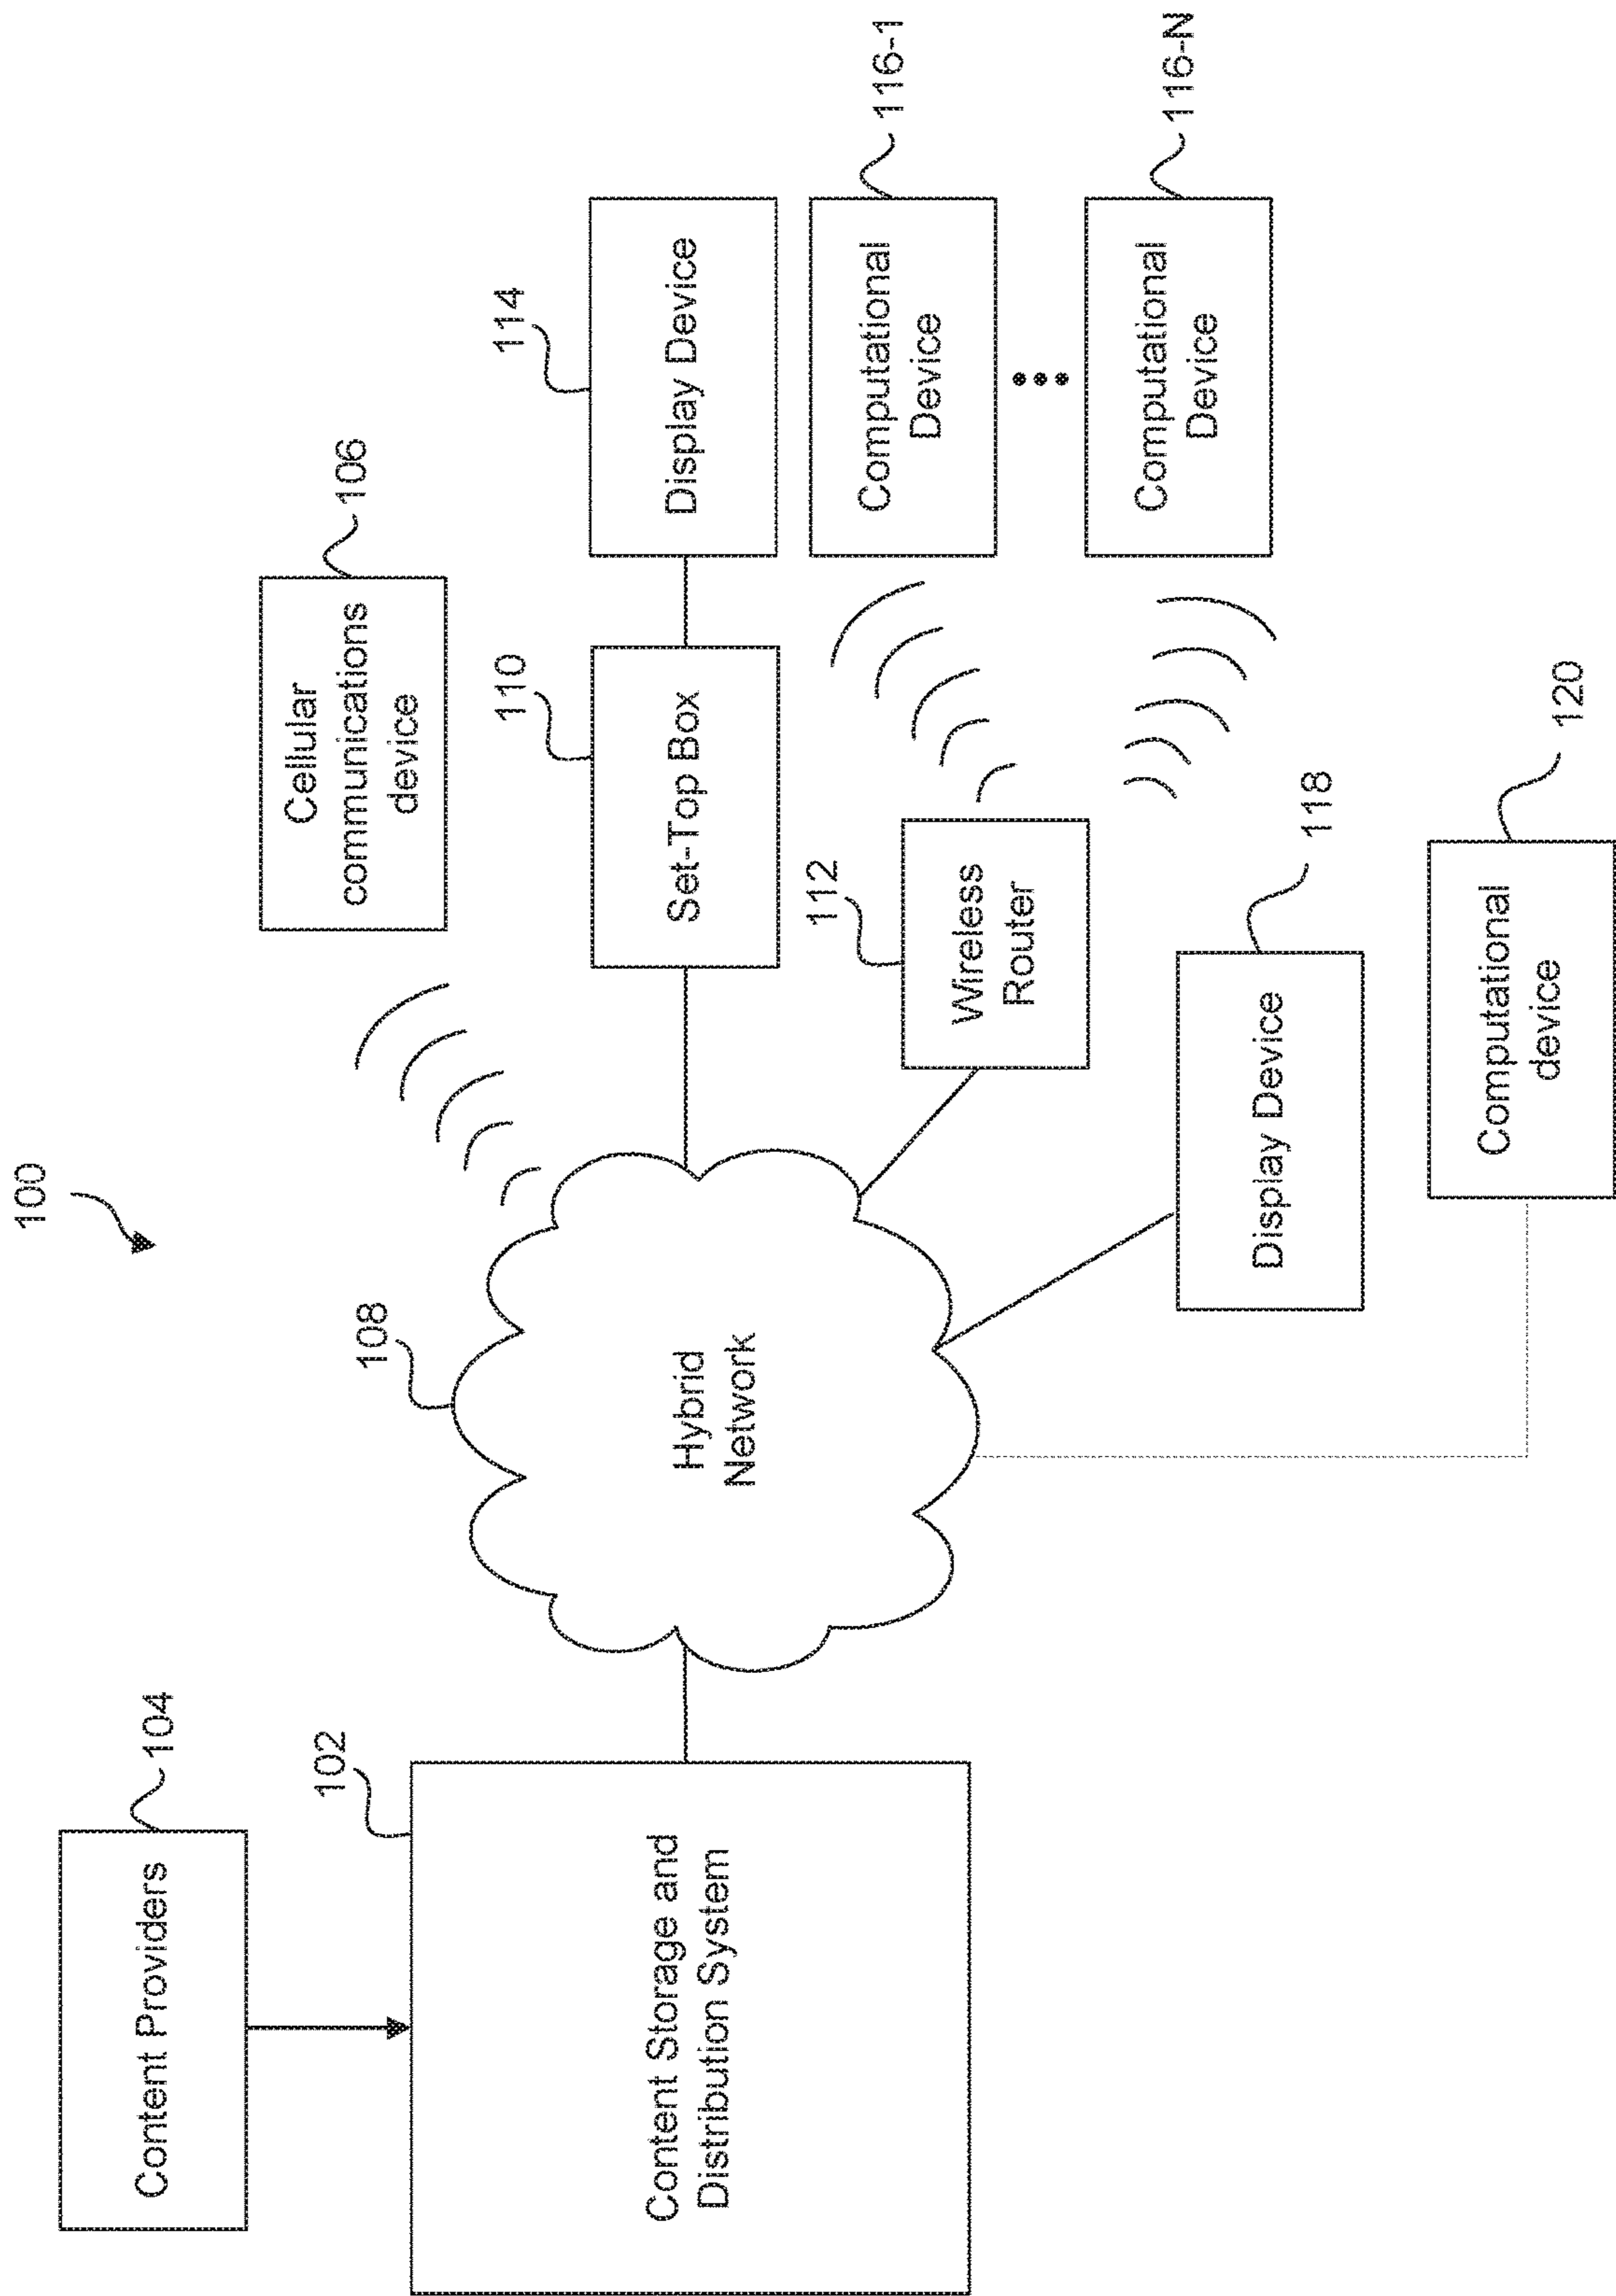 100
Content Providers
104
Content Storage and
Distribution System
102
Hybrid
Network
108
Cellular
communications
device
106
Set-Top Box
110
Display Device
114
Wireless
Router
112
Computational
Device
116-1
Computational
Device
116-N
Display Device
118
Computational
device
120